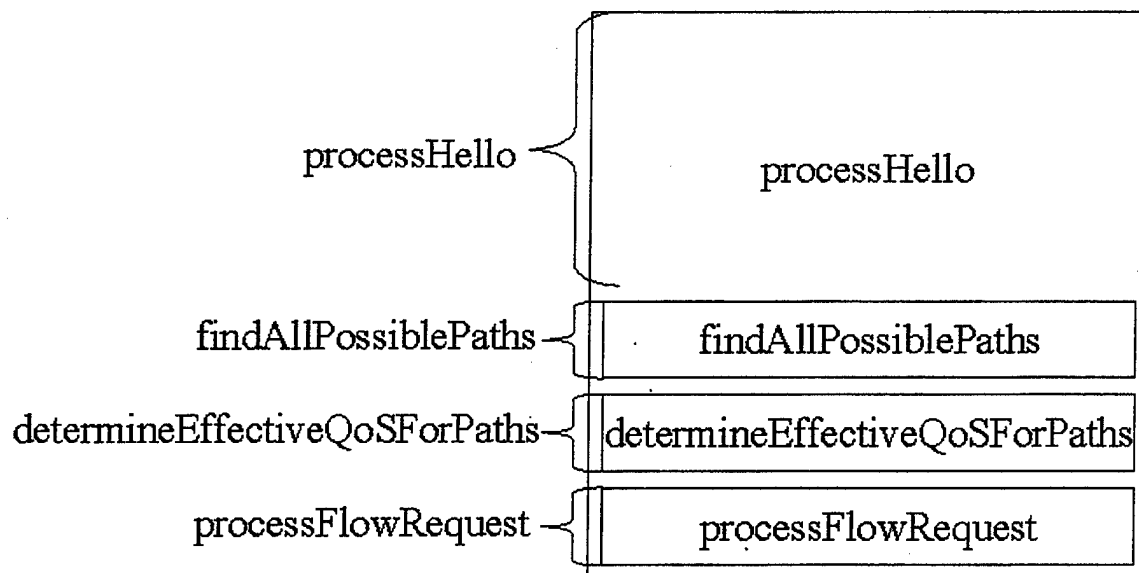 processHello processHello
findAllPossiblePaths findAllPossiblePaths
determineEffectiveQoSForPaths determineEffectiveQoSForPaths
processFlowRequest processFlowRequest